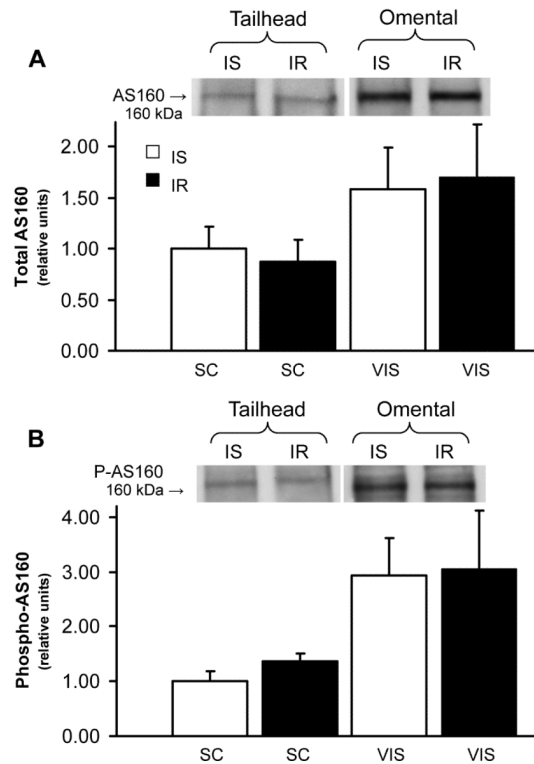 Tailhead Omental
A IS IR IS IR
AS160 →
160 kDa
2.00
1.50
1.00
0.50
0.00
Total AS160
(relative units)
IS
IR
SC SC VIS VIS
Tailhead Omental
B IS IR IS IR
P-AS160
160 kDa →
4.00
3.00
2.00
1.00
0.00
Phospho-AS160
(relative units)
SC SC VIS VIS